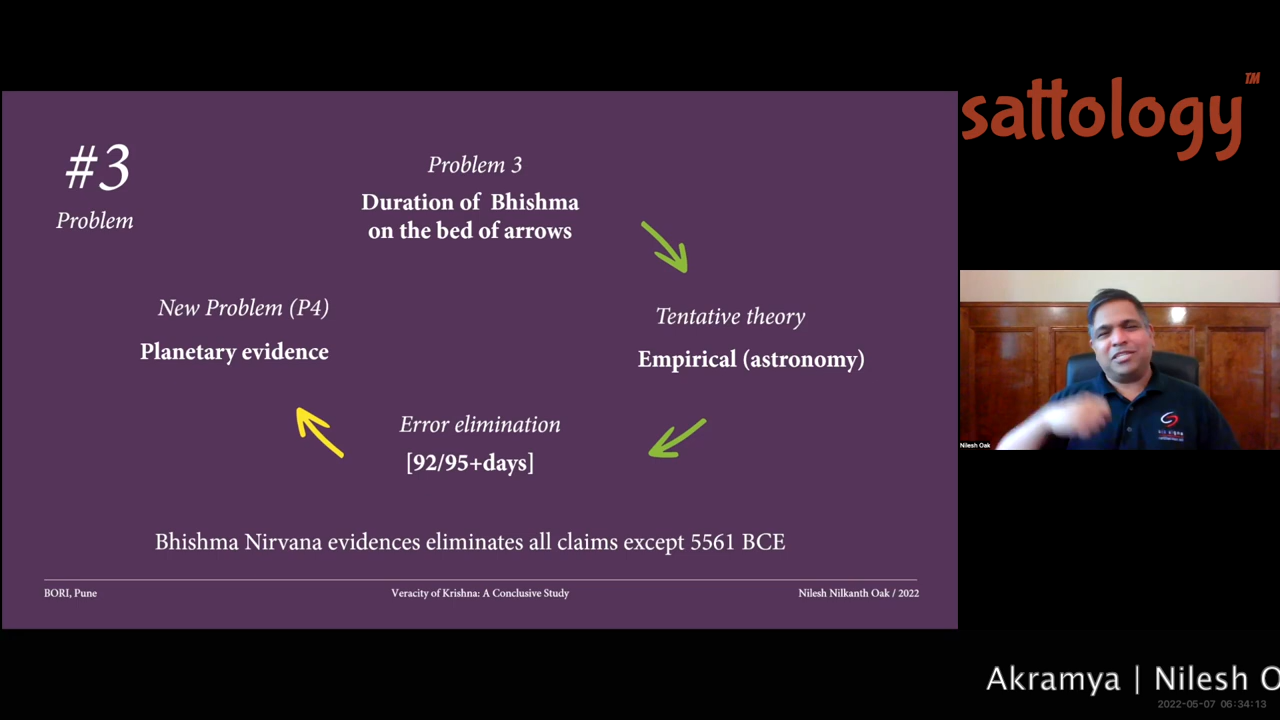 sattology™
#3
Problem
Problem 3
Duration of Bhishma
on the bed of arrows
New Problem (P4)
Planetary evidence
Tentative theory
Empirical (astronomy)
Error elimination
[92/95+days]
Bhishma Nirvana evidences eliminates all claims except 5561 BCE
BORI, Pune
Veracity of Krishna: A Conclusive Study
Nilesh Nilkanth Oak / 2022
Nilesh Oak
Akramya | Nilesh O
2022-05-07 06:34:13